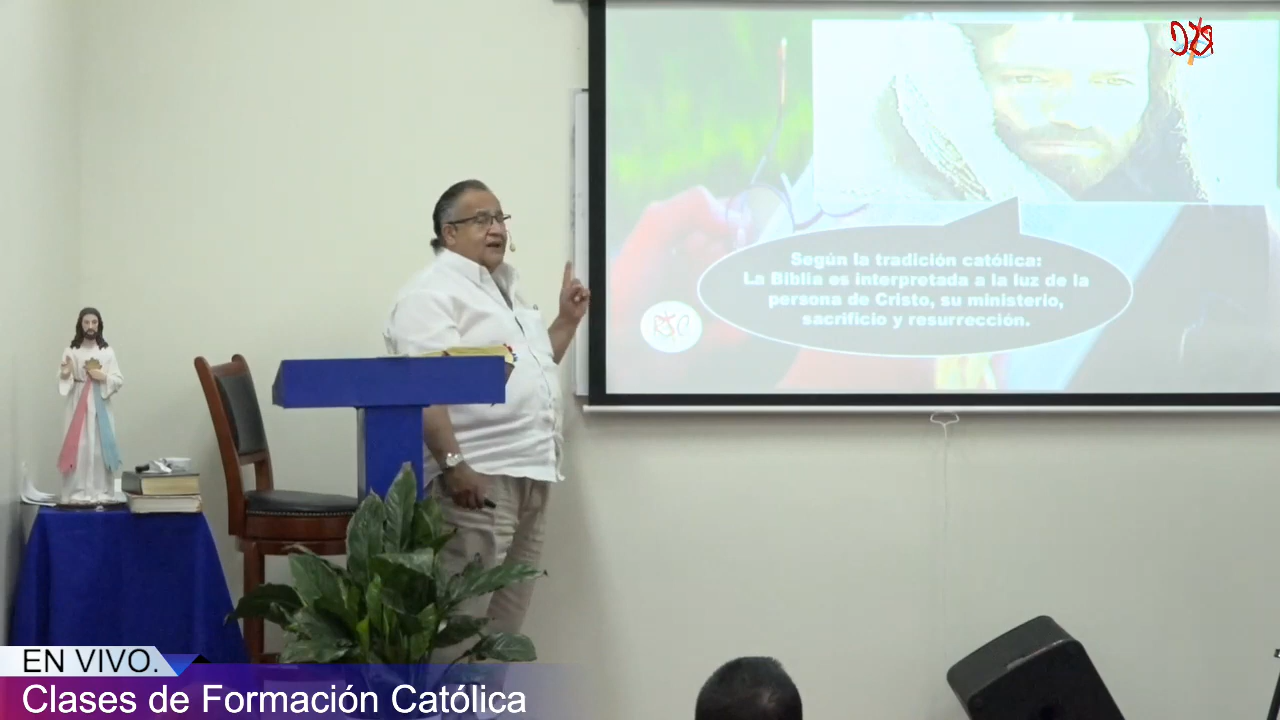 Según la tradición católica:
La Biblia es interpretada a la luz de la
persona de Cristo, su ministerio,
sacrificio y resurrección.
RSC
EN VIVO.
Clases de Formación Católica